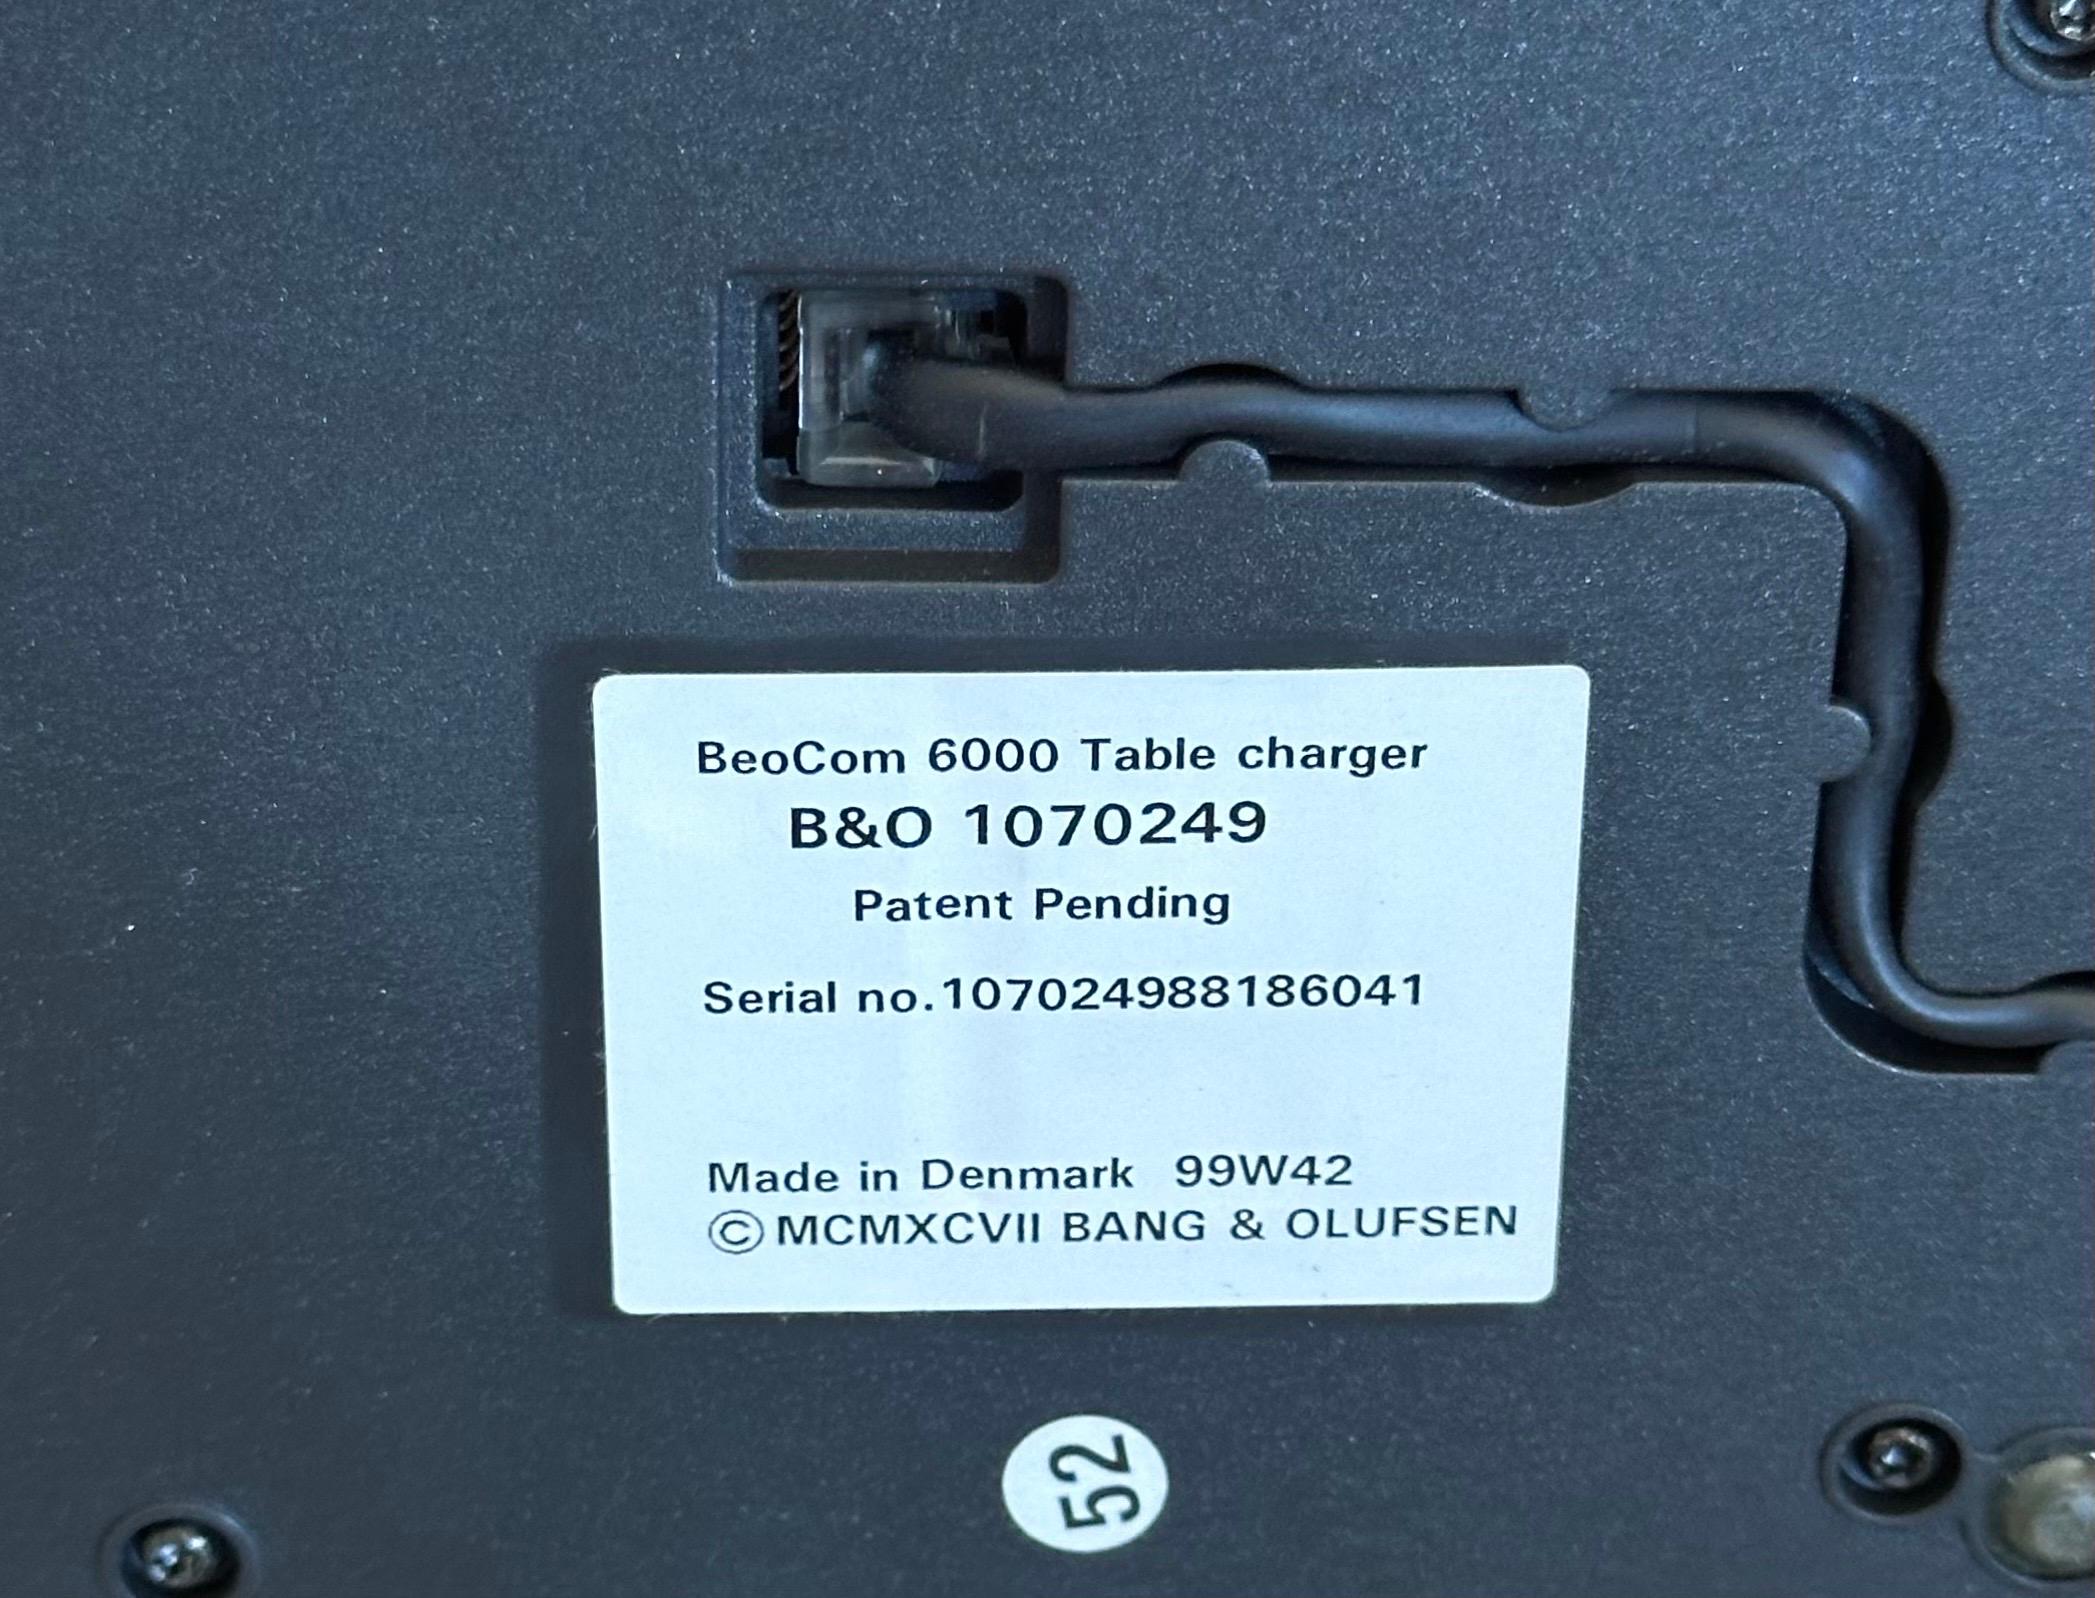 BeoCom 6000 Table charger
B&O 1070249
Patent Pending
Serial no.107024988186041
Made in Denmark 99W42
©MCMXCVII BANG & OLUFSEN
52